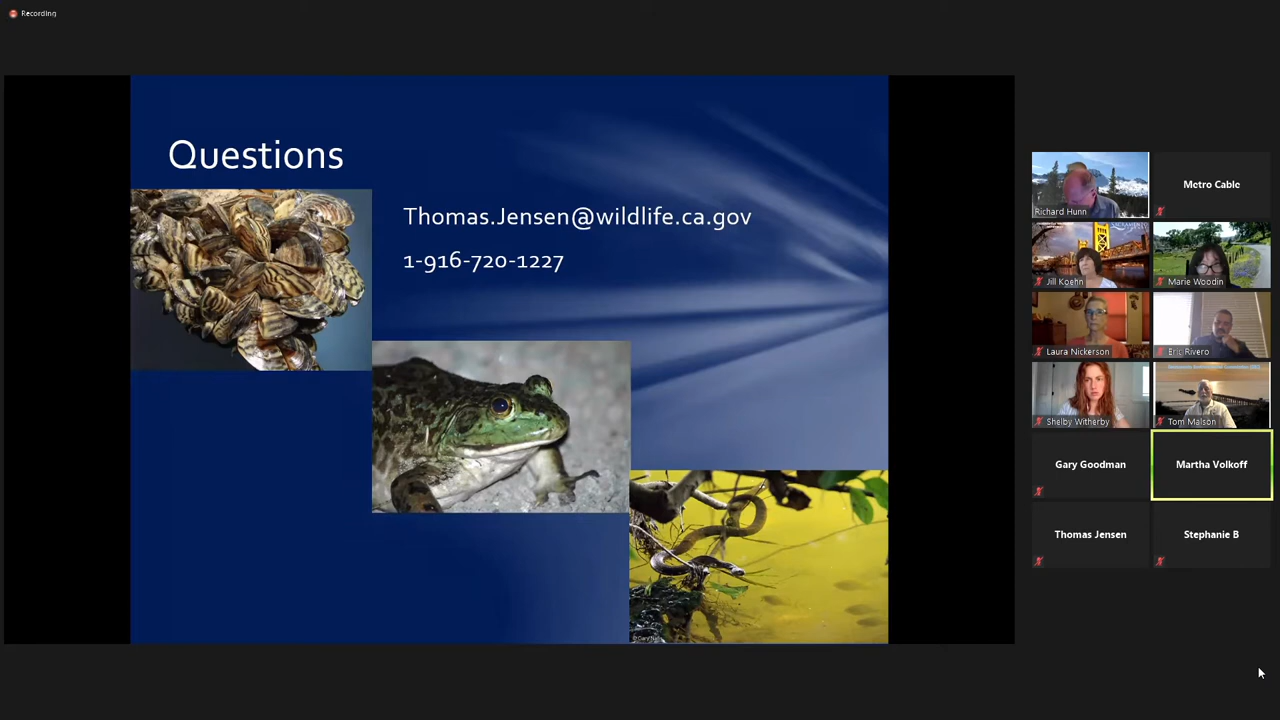 Recording
Questions
Thomas.Jensen@wildlife.ca.gov
1-916-720-1227
Richard Hunn
Metro Cable
Jill Koehn
Marie Woodin
Laura Nickerson
Eric Rivero
Shelby Witherby
Tom Malson
Gary Goodman
Martha Volkoff
Thomas Jensen
Stephanie B